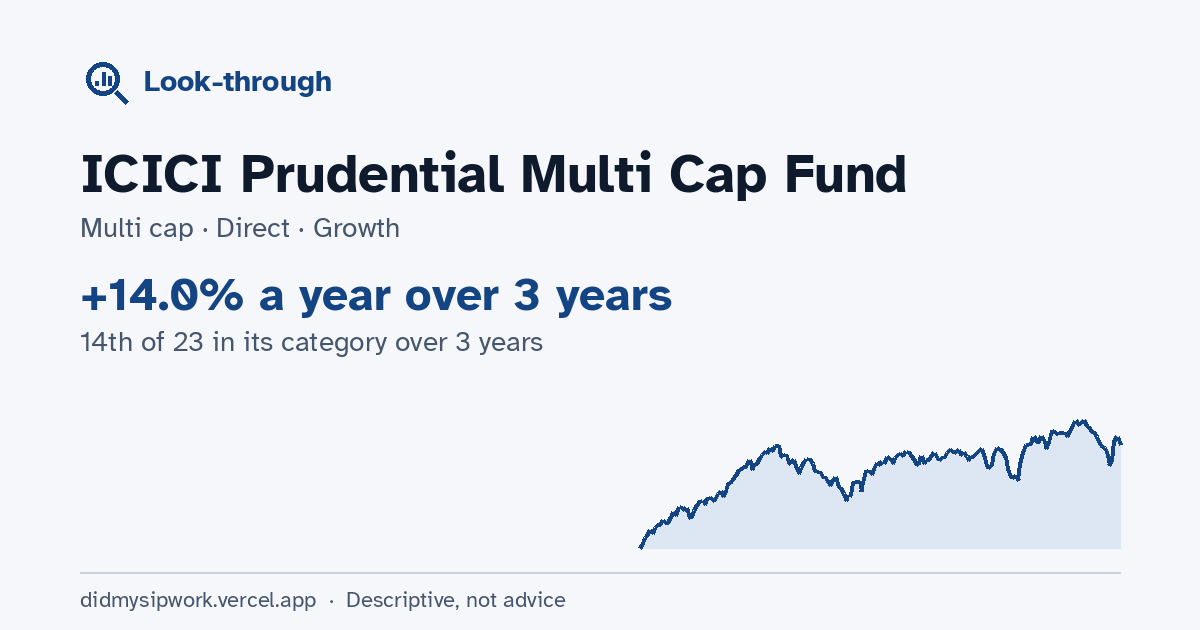 Look-through
ICICI Prudential Multi Cap Fund
Multi cap · Direct · Growth
+14.0% a year over 3 years
14th of 23 in its category over 3 years
didmysipwork.vercel.app · Descriptive, not advice